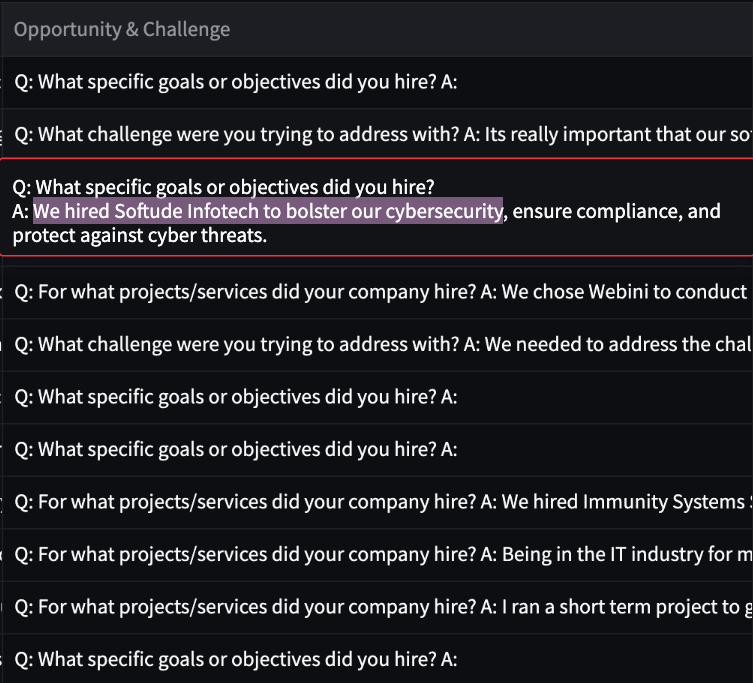 Opportunity & Challenge
Q: What specific goals or objectives did you hire? A:
Q: What challenge were you trying to address with? A: Its really important that our so
Q: What specific goals or objectives did you hire?
A: We hired Softude Infotech to bolster our cybersecurity, ensure compliance, and
protect against cyber threats.
Q: For what projects/services did your company hire? A: We chose Webini to conduct
Q: What challenge were you trying to address with? A: We needed to address the chal
Q: What specific goals or objectives did you hire? A:
Q: What specific goals or objectives did you hire? A:
Q: For what projects/services did your company hire? A: We hired Immunity Systems
Q: For what projects/services did your company hire? A: Being in the IT industry for m
Q: For what projects/services did your company hire? A: I ran a short term project to g
Q: What specific goals or objectives did you hire? A: